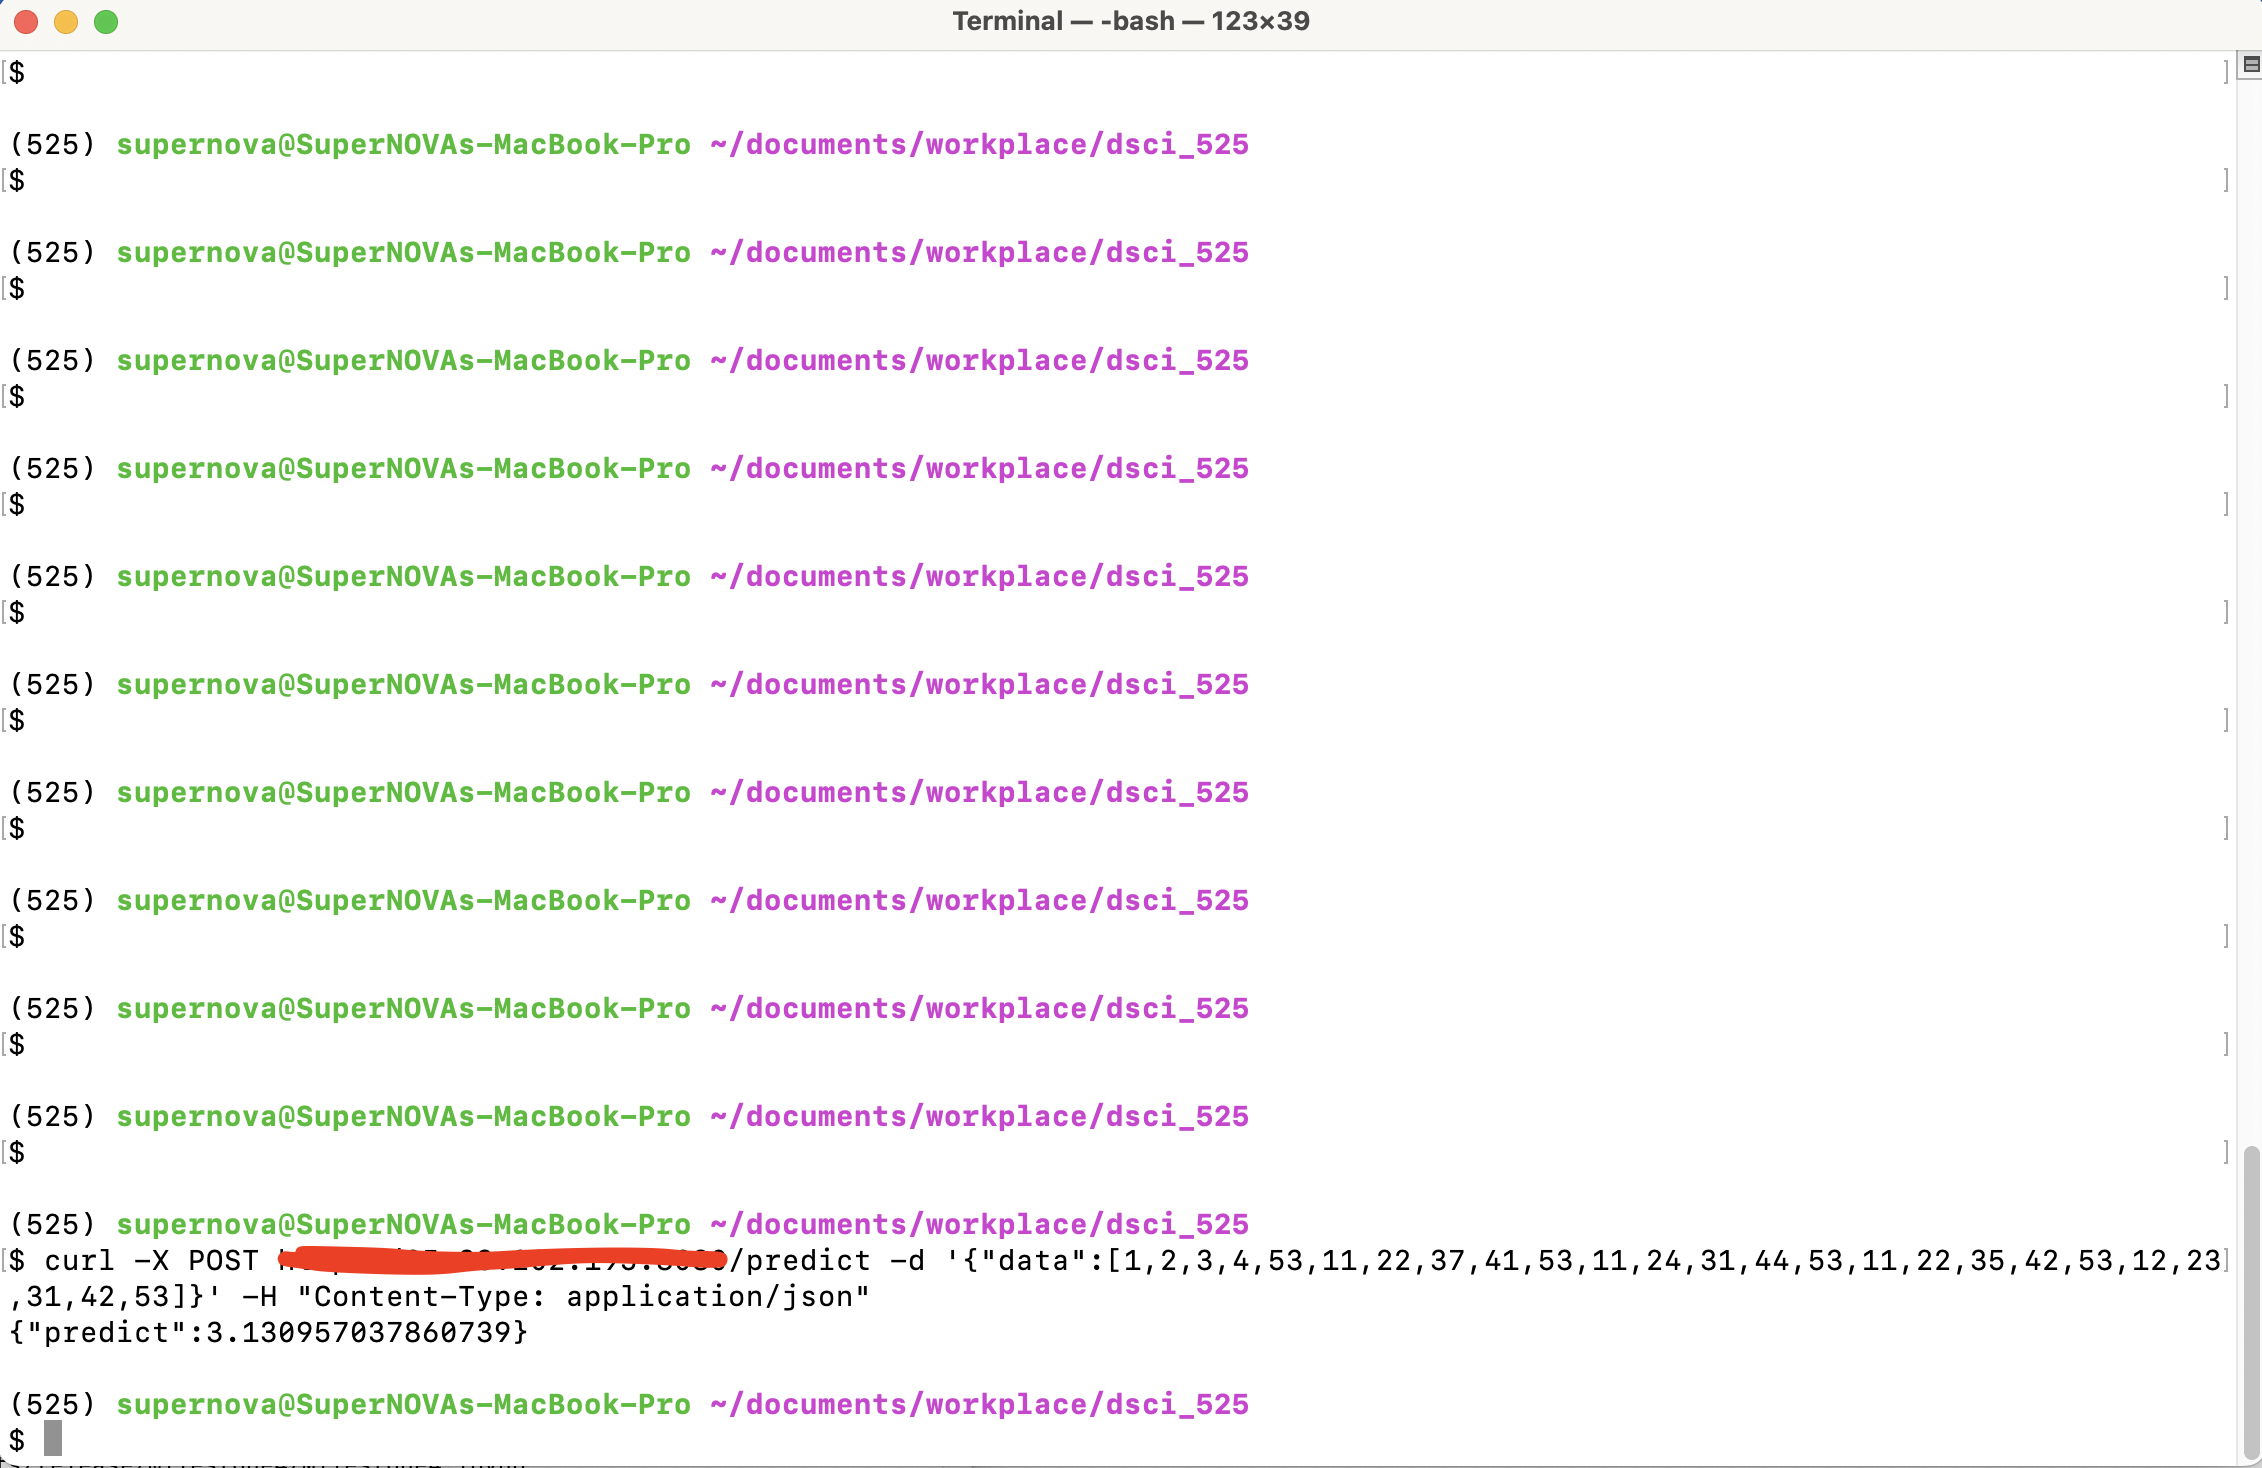 Terminal — -bash — 123×39
$
(525) supernova@SuperNOVAs-MacBook-Pro ~/documents/workplace/dsci_525
$
(525) supernova@SuperNOVAs-MacBook-Pro ~/documents/workplace/dsci_525
$
(525) supernova@SuperNOVAs-MacBook-Pro ~/documents/workplace/dsci_525
$
(525) supernova@SuperNOVAs-MacBook-Pro ~/documents/workplace/dsci_525
$
(525) supernova@SuperNOVAs-MacBook-Pro ~/documents/workplace/dsci_525
$
(525) supernova@SuperNOVAs-MacBook-Pro ~/documents/workplace/dsci_525
$
(525) supernova@SuperNOVAs-MacBook-Pro ~/documents/workplace/dsci_525
$
(525) supernova@SuperNOVAs-MacBook-Pro ~/documents/workplace/dsci_525
$
(525) supernova@SuperNOVAs-MacBook-Pro ~/documents/workplace/dsci_525
$
(525) supernova@SuperNOVAs-MacBook-Pro ~/documents/workplace/dsci_525
$
(525) supernova@SuperNOVAs-MacBook-Pro ~/documents/workplace/dsci_525
$ curl -X POST /predict -d '{"data":[1,2,3,4,53,11,22,37,41,53,11,24,31,44,53,11,22,35,42,53,12,23
,31,42,53]}' -H "Content-Type: application/json"
{"predict":3.130957037860739}
(525) supernova@SuperNOVAs-MacBook-Pro ~/documents/workplace/dsci_525
$